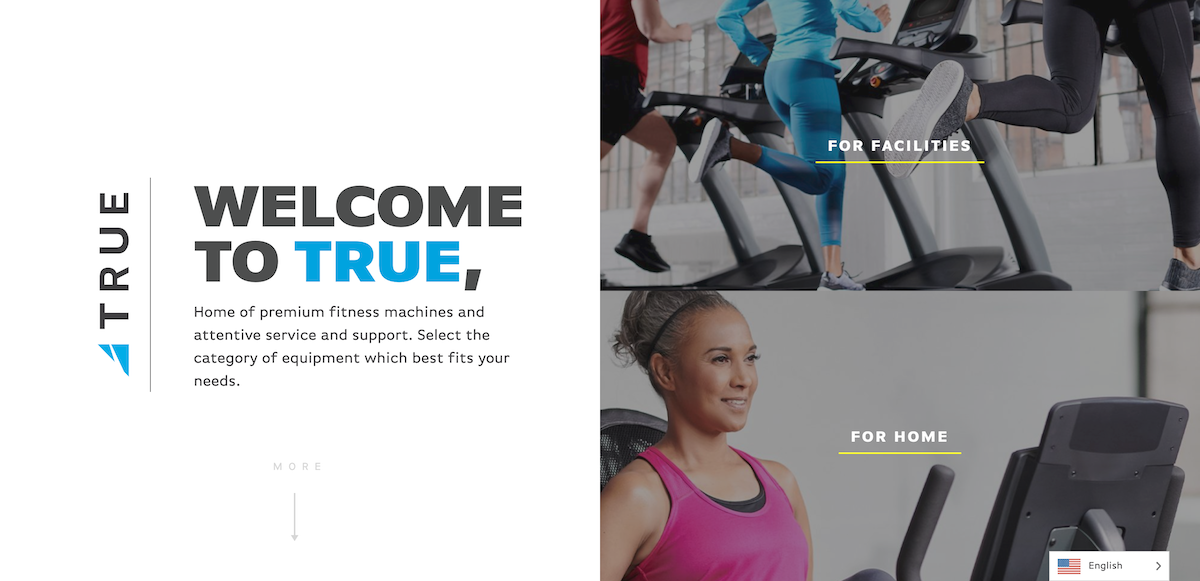 TRUE
WELCOME
TO TRUE,
Home of premium fitness machines and
attentive service and support. Select the
category of equipment which best fits your
needs.
MORE
FOR FACILITIES
FOR HOME
English